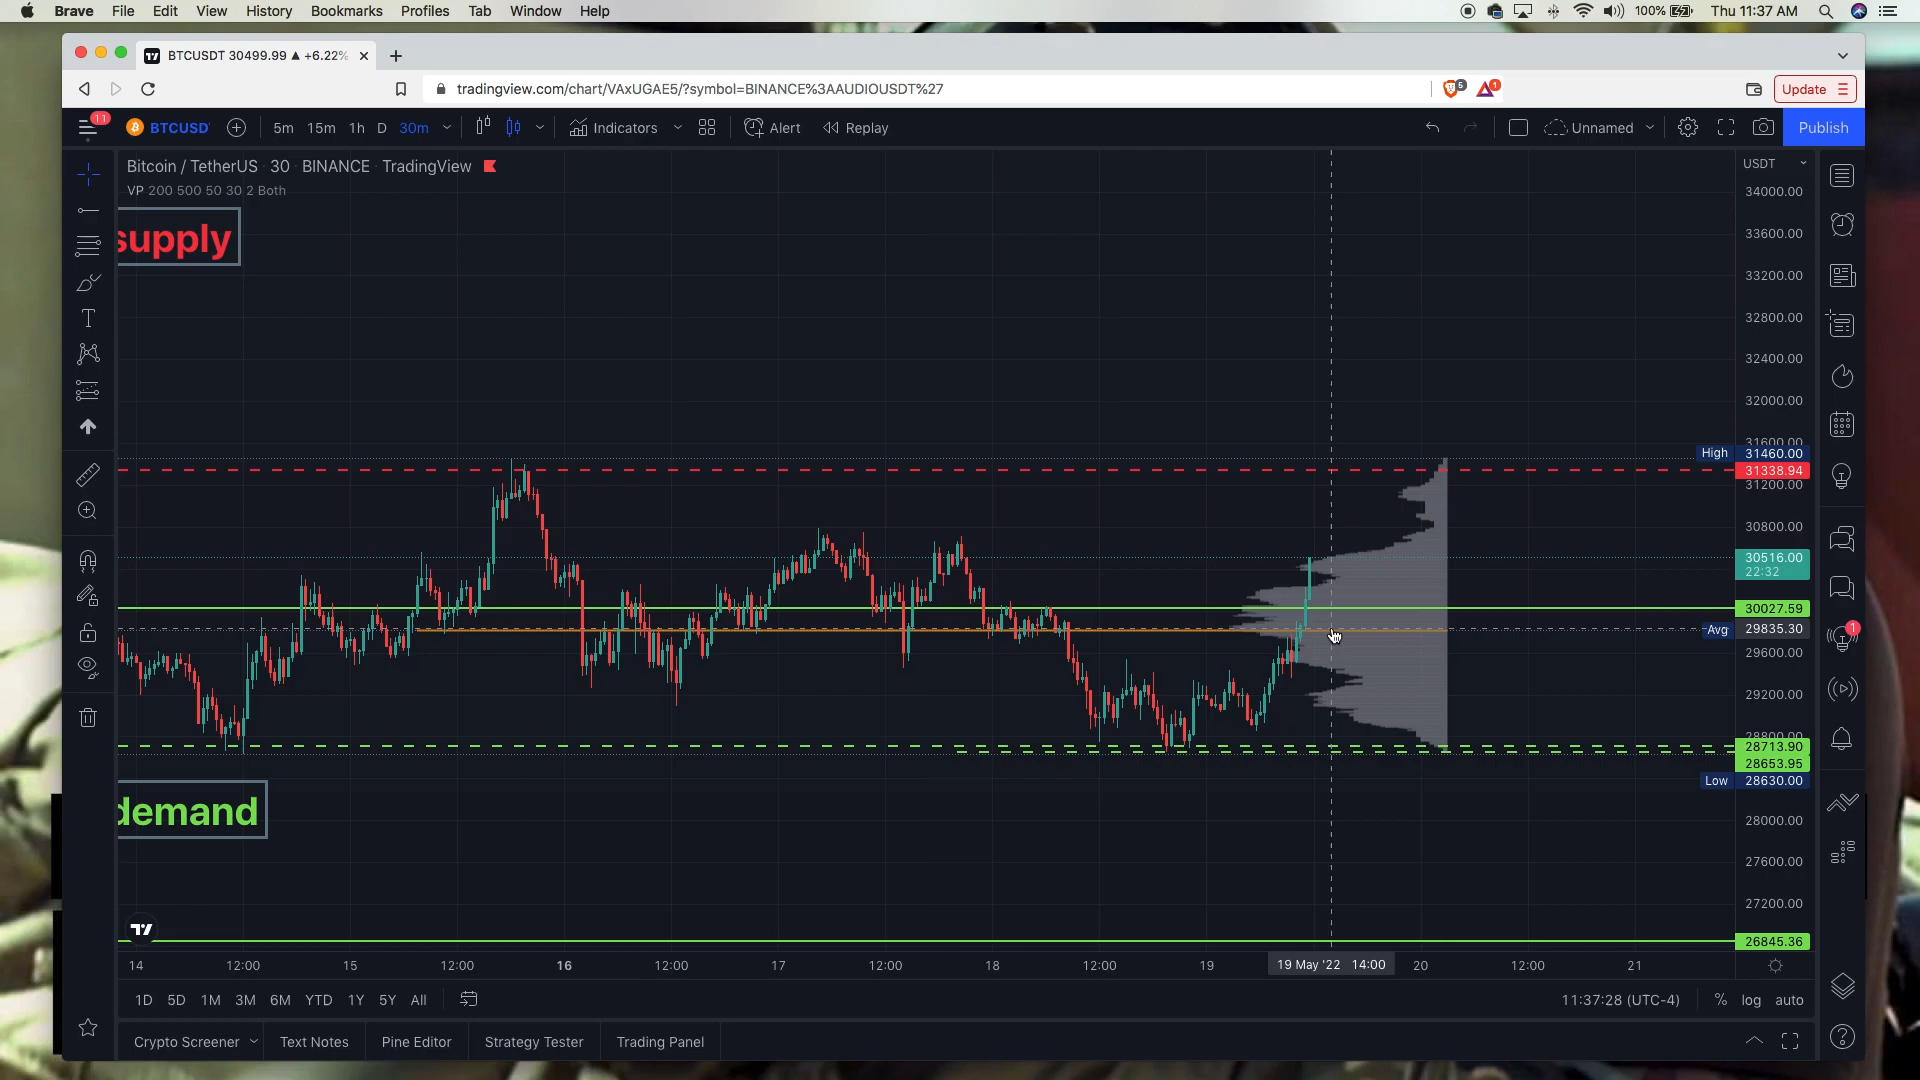 Brave File Edit View History Bookmarks Profiles Tab Window Help 100% Thu 11:37 AM
BTCUSDT 30499.99 ▲ +6.22%
tradingview.com/chart/VAxUGAE5/?symbol=BINANCE%3AAUDIOUSDT%27 5 1 Update
11 BTCUSD 5m 15m 1h D 30m Indicators Alert Replay Unnamed Publish
Bitcoin / TetherUS 30 BINANCE TradingView
VP 200 500 50 30 2 Both
USDT
34000.00
supply
33600.00
33200.00
32800.00
32400.00
32000.00
31600.00
High 31460.00
31338.94
31200.00
30800.00
30516.00
22:32
30027.59
Avg 29835.30
1
29600.00
29200.00
28800.00
28713.90
28653.95
Low 28630.00
demand
28000.00
27600.00
27200.00
26845.36
14 12:00 15 12:00 16 12:00 17 12:00 18 12:00 19 19 May '22 14:00 20 12:00 21
1D 5D 1M 3M 6M YTD 1Y 5Y All 11:37:28 (UTC-4) % log auto
Crypto Screener Text Notes Pine Editor Strategy Tester Trading Panel